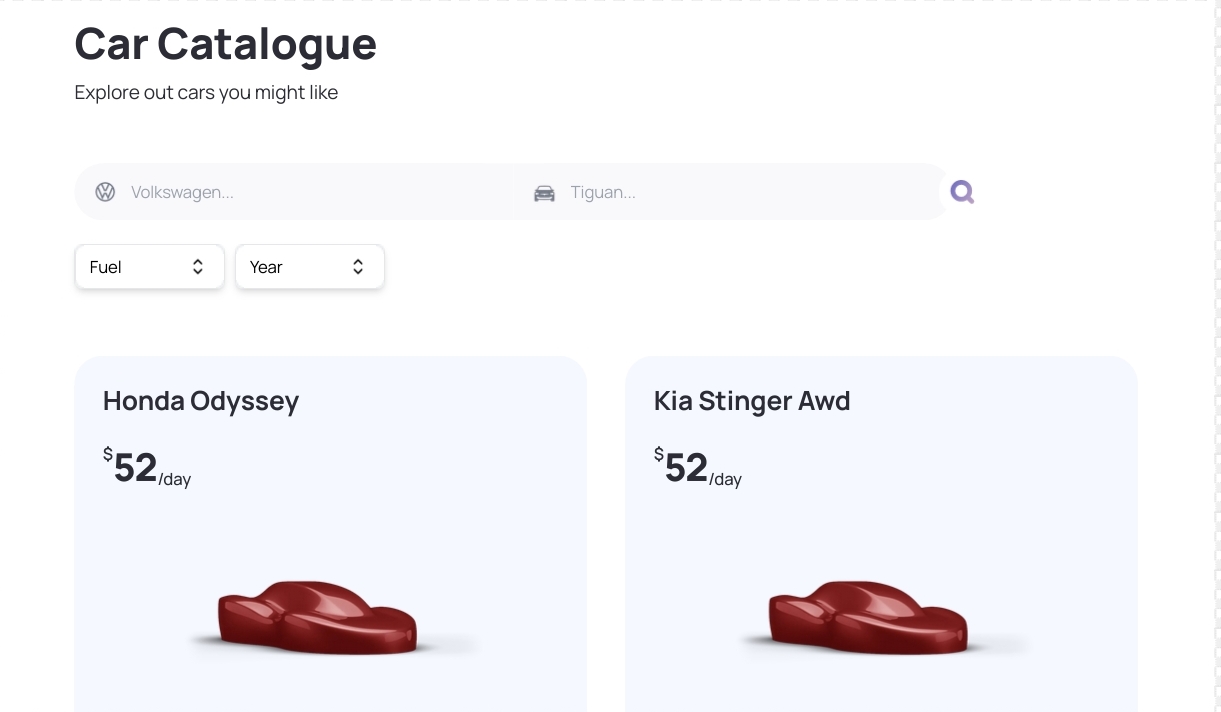 Car Catalogue
Explore out cars you might like
Volkswagen... Tiguan...
Fuel Year
Honda Odyssey
$52/day
Kia Stinger Awd
$52/day